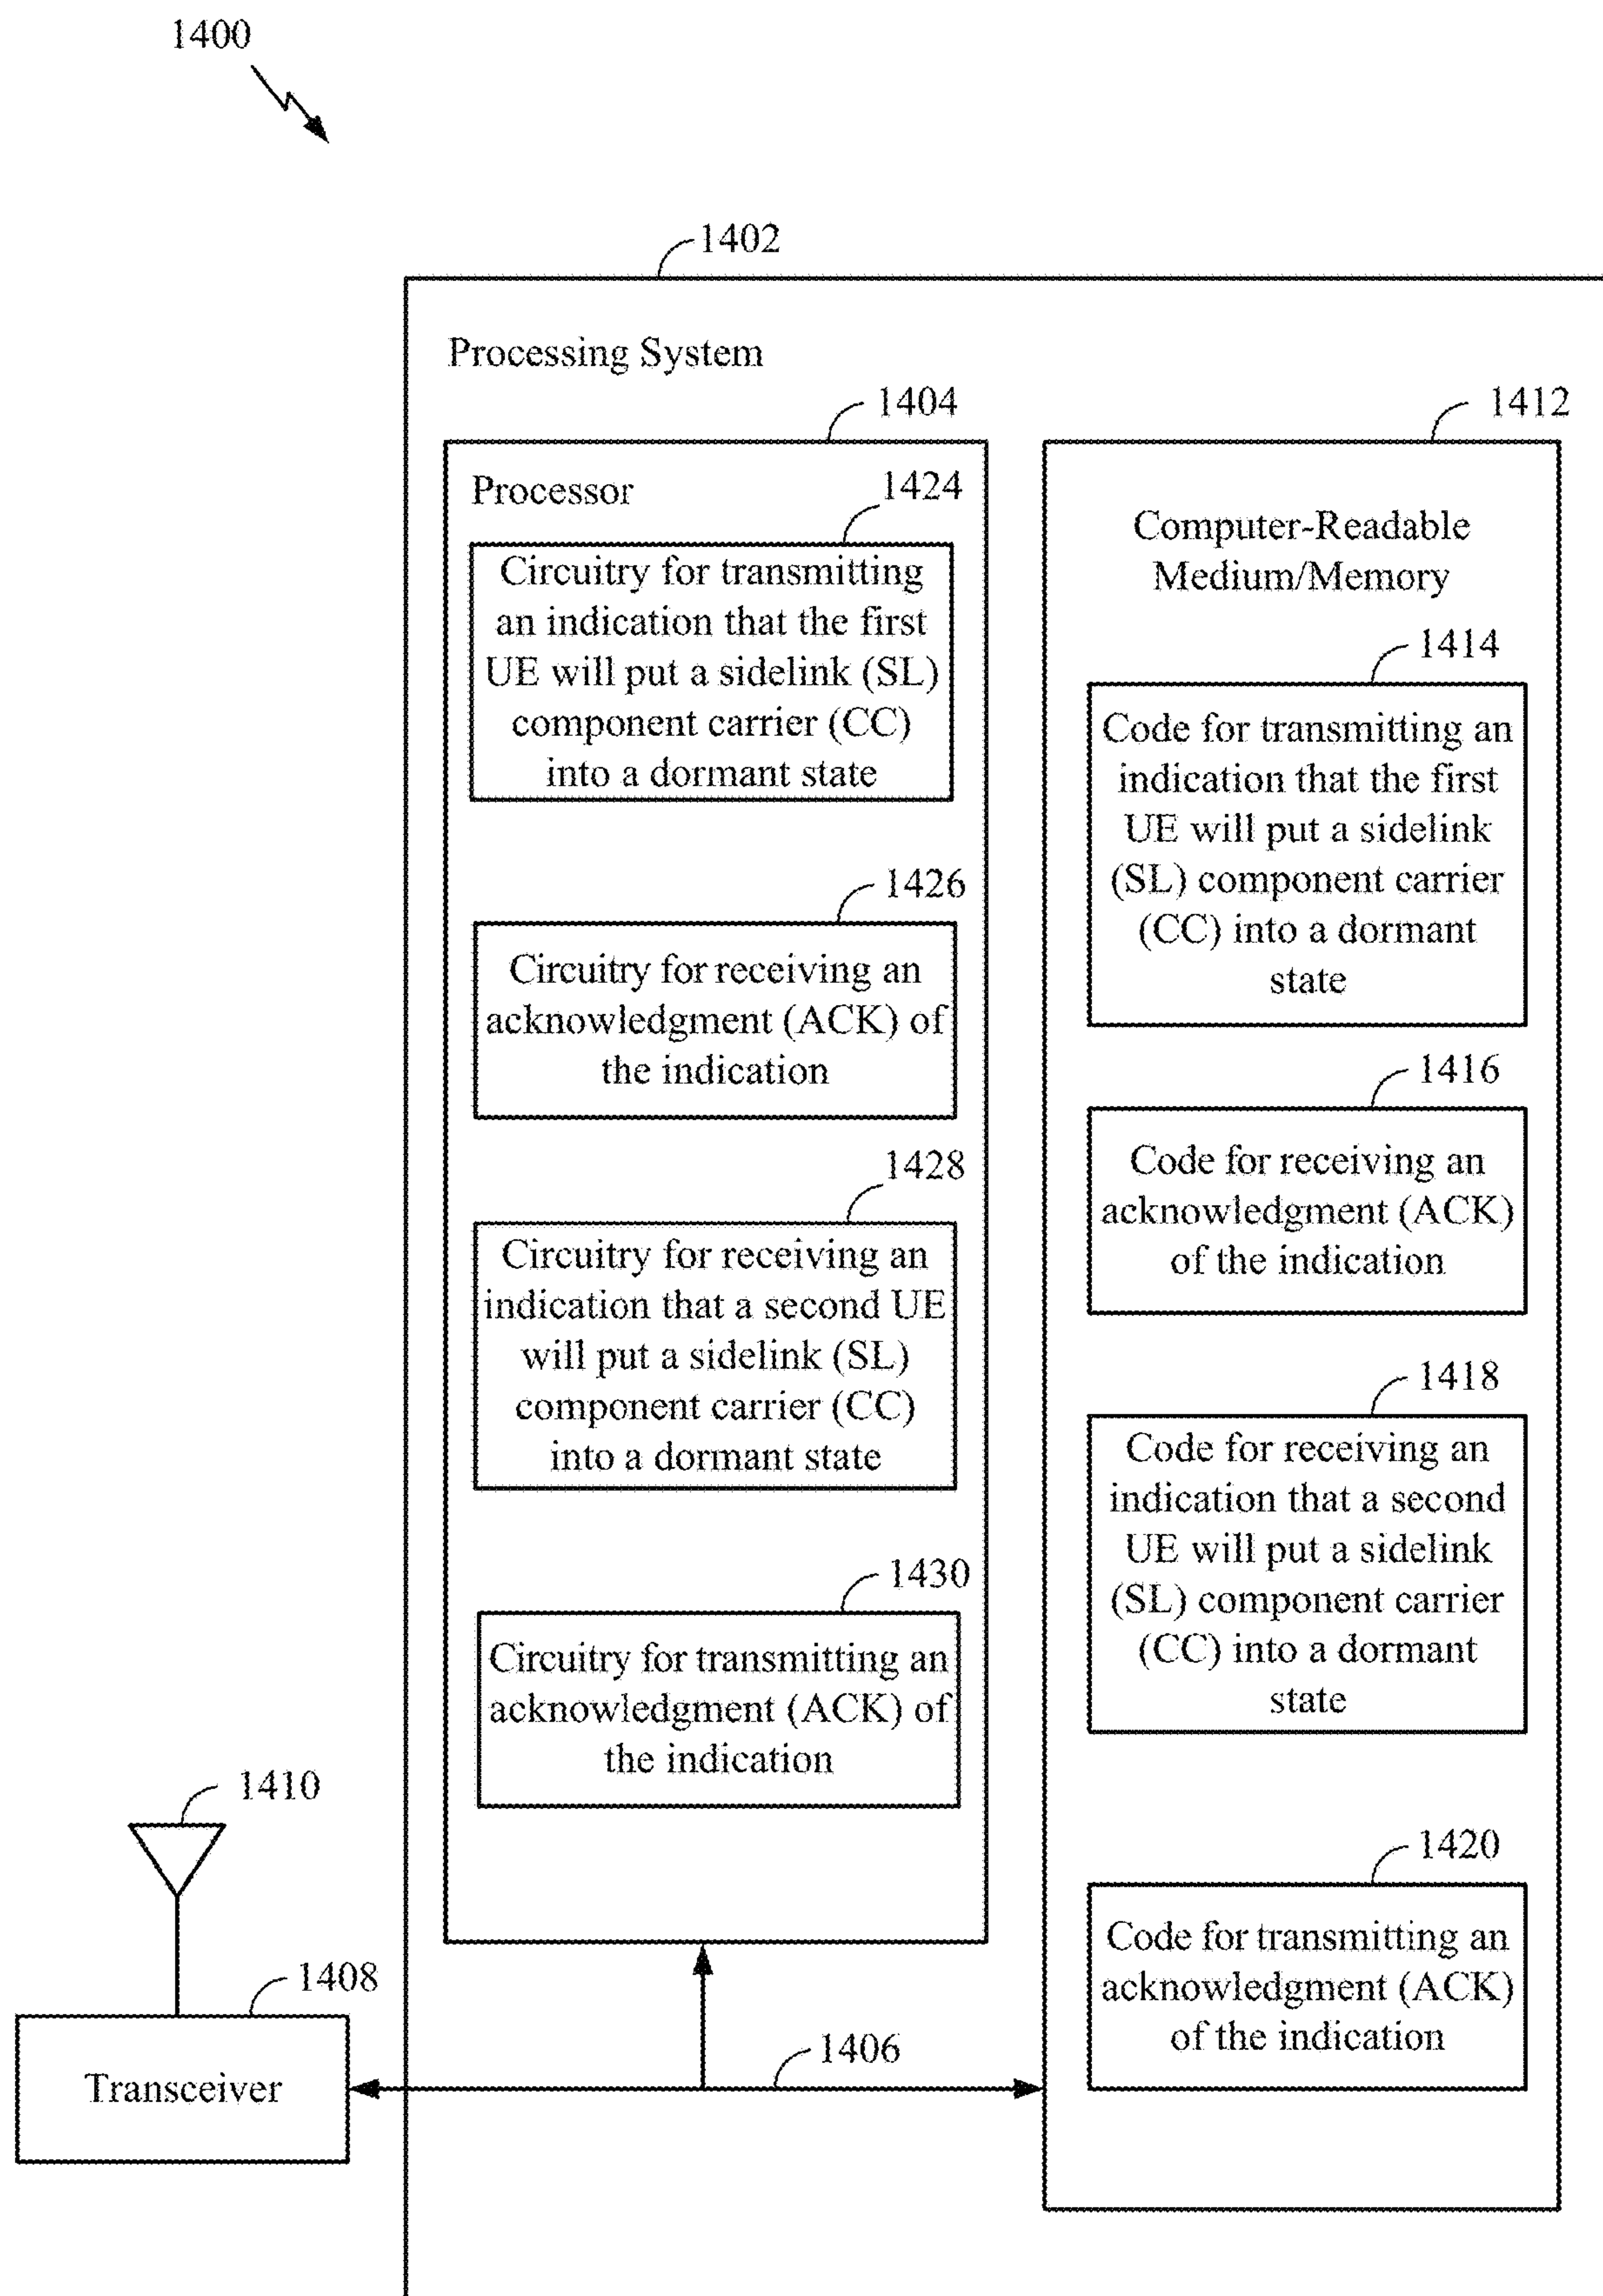 1400
1402
Processing System
1404
Processor
1424
Circuitry for transmitting
an indication that the first
UE will put a sidelink (SL)
component carrier (CC)
into a dormant state
1426
Circuitry for receiving an
acknowledgment (ACK) of
the indication
1428
Circuitry for receiving an
indication that a second UE
will put a sidelink (SL)
component carrier (CC)
into a dormant state
1430
Circuitry for transmitting an
acknowledgment (ACK) of
the indication
1412
Computer-Readable
Medium/Memory
1414
Code for transmitting an
indication that the first
UE will put a sidelink
(SL) component carrier
(CC) into a dormant
state
1416
Code for receiving an
acknowledgment (ACK)
of the indication
1418
Code for receiving an
indication that a second
UE will put a sidelink
(SL) component carrier
(CC) into a dormant
state
1420
Code for transmitting an
acknowledgment (ACK)
of the indication
1410
1408
Transceiver
1406